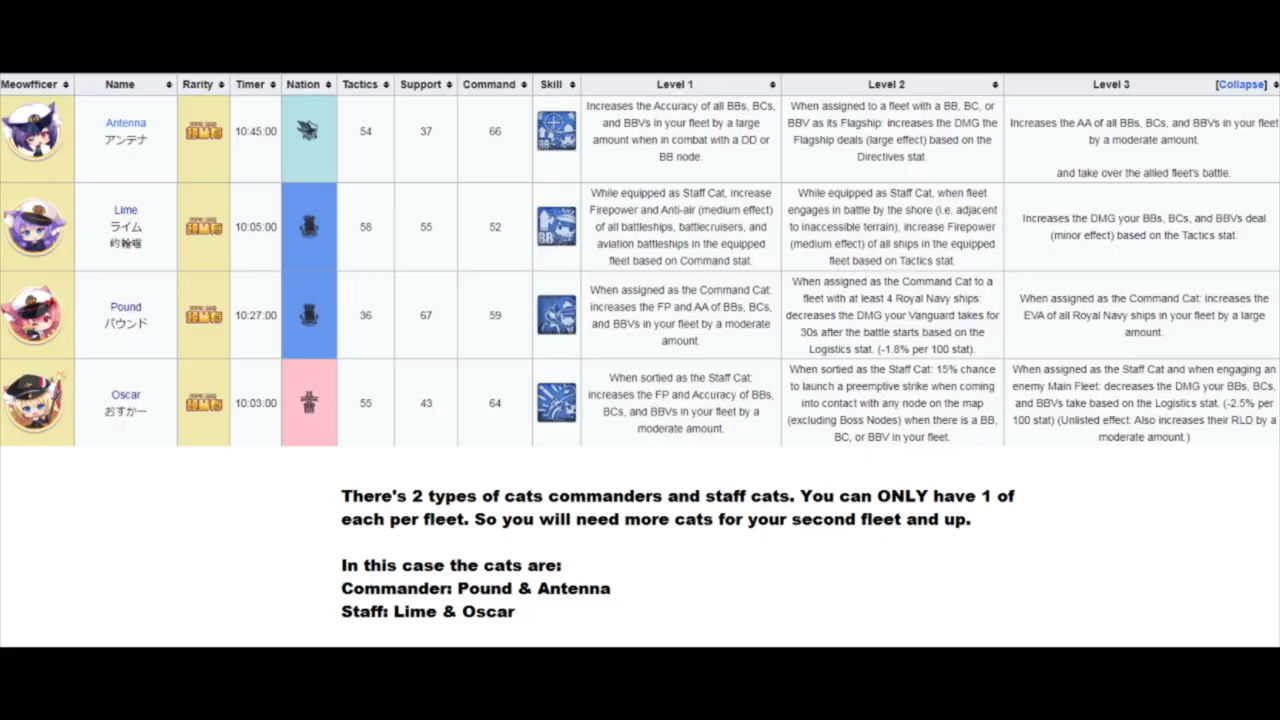 Meowfficer Name Rarity Timer Nation Tactics Support Command Skill Level 1 Level 2 Level 3 [Collapse]
Antenna
アンテナ
10:45:00
54
37
66
BB
Increases the Accuracy of all BBs, BCs,
and BBVs in your fleet by a large
amount when in combat with a DD or
BB node.
When assigned to a fleet with a BB, BC, or
BBV as its Flagship: increases the DMG the
Flagship deals (large effect) based on the
Directives stat.
Increases the AA of all BBs, BCs, and BBVs in your fleet
by a moderate amount.
and take over the allied fleet's battle.
Lime
ライム
10:05:00
58
55
52
BB
While equipped as Staff Cat, increase
Firepower and Anti-air (medium effect)
of all battleships, battlecruisers, and
aviation battleships in the equipped
fleet based on Command stat.
While equipped as Staff Cat, when fleet
engages in battle by the shore (i.e. adjacent
to inaccessible terrain), increase Firepower
(medium effect) of all ships in the equipped
fleet based on Tactics stat.
Increases the DMG your BBs, BCs, and BBVs deal
(minor effect) based on the Tactics stat.
Pound
パウンド
10:27:00
36
67
59
When assigned as the Command Cat:
increases the FP and AA of BBs, BCs,
and BBVs in your fleet by a moderate
amount.
When assigned as the Command Cat to a
fleet with at least 4 Royal Navy ships:
decreases the DMG your Vanguard takes for
30s after the battle starts based on the
Logistics stat. (-1.8% per 100 stat).
When assigned as the Command Cat: increases the
EVA of all Royal Navy ships in your fleet by a large
amount.
Oscar
おすかー
10:03:00
55
43
64
When sortied as the Staff Cat:
increases the FP and Accuracy of BBs,
BCs, and BBVs in your fleet by a
moderate amount.
When sortied as the Staff Cat: 15% chance
to launch a preemptive strike when coming
into contact with any node on the map
(excluding Boss Nodes) when there is a BB,
BC, or BBV in your fleet.
When assigned as the Staff Cat and when engaging an
enemy Main Fleet: decreases the DMG your BBs, BCs,
and BBVs take based on the Logistics stat. (-2.5% per
100 stat) (Unlisted effect: Also increases their RLD by a
moderate amount.)
There's 2 types of cats commanders and staff cats. You can ONLY have 1 of
each per fleet. So you will need more cats for your second fleet and up.
In this case the cats are:
Commander: Pound & Antenna
Staff: Lime & Oscar